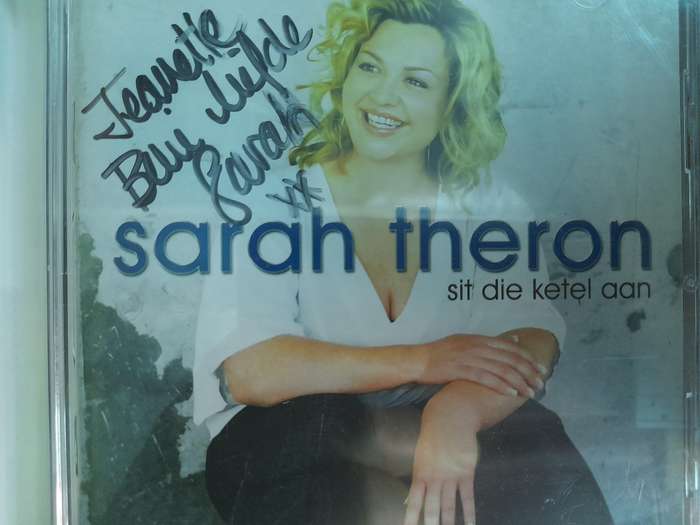 Jeanette
Baie liefde
Sarah
xx
sarah theron
sit die ketel aan